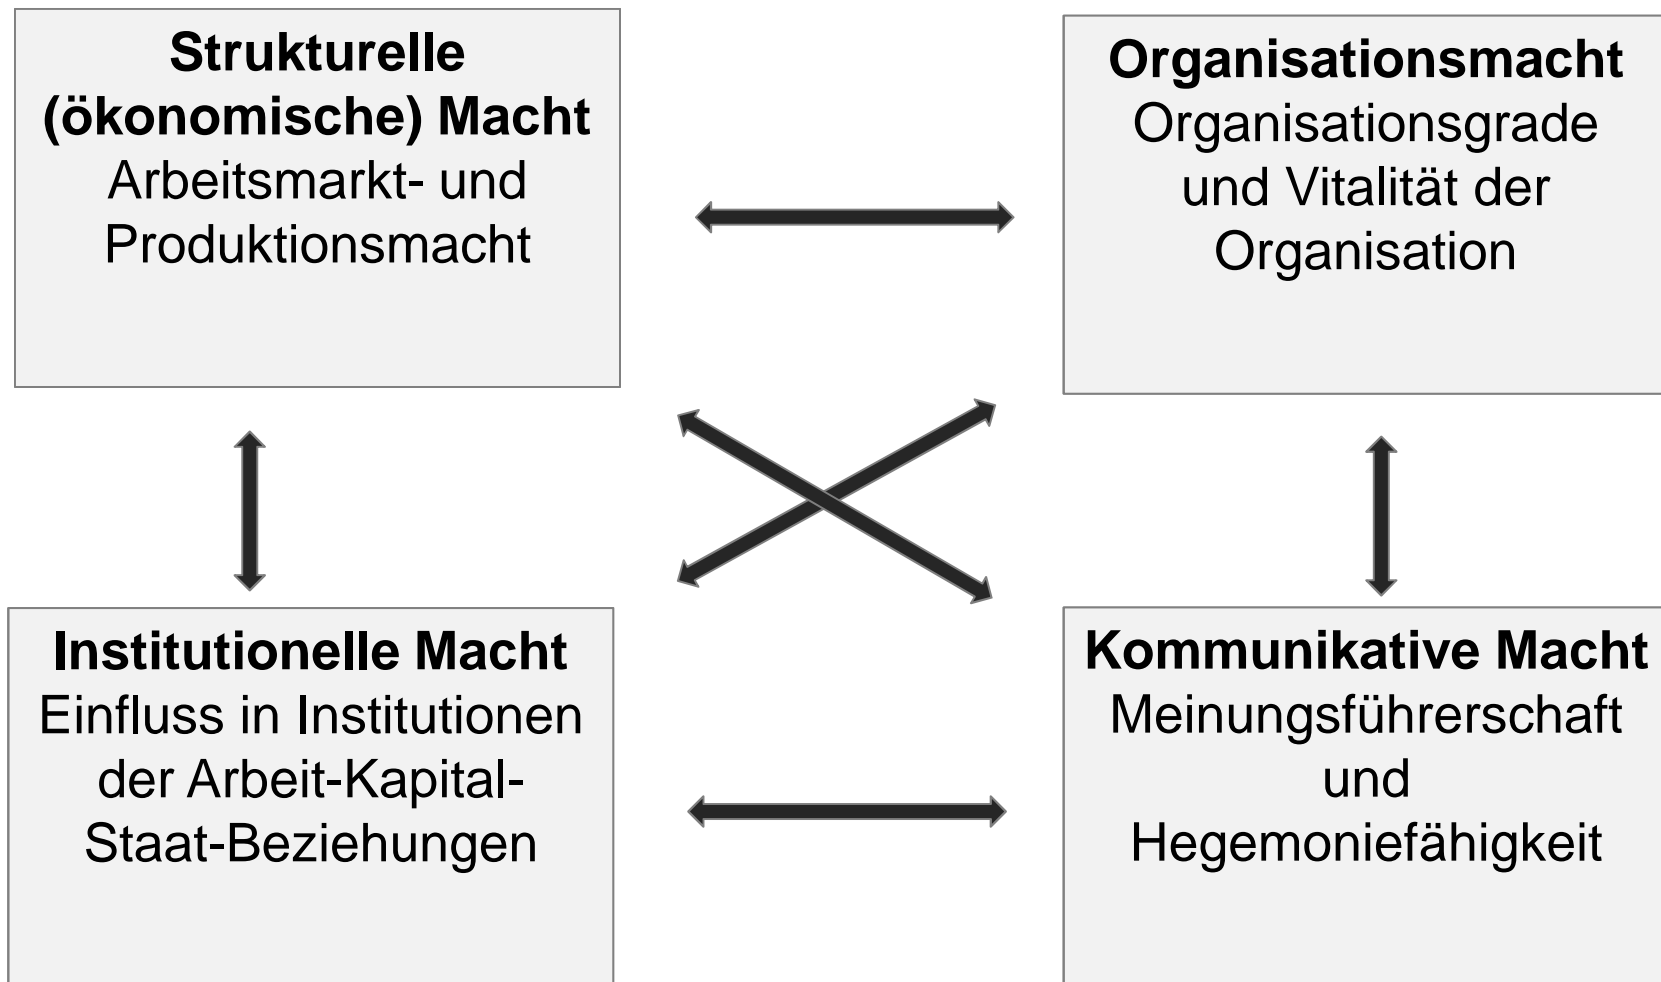 Strukturelle
(ökonomische) Macht
Arbeitsmarkt- und
Produktionsmacht
Organisationsmacht
Organisationsgrade
und Vitalität der
Organisation
Institutionelle Macht
Einfluss in Institutionen
der Arbeit-Kapital-
Staat-Beziehungen
Kommunikative Macht
Meinungsführerschaft
und
Hegemoniefähigkeit